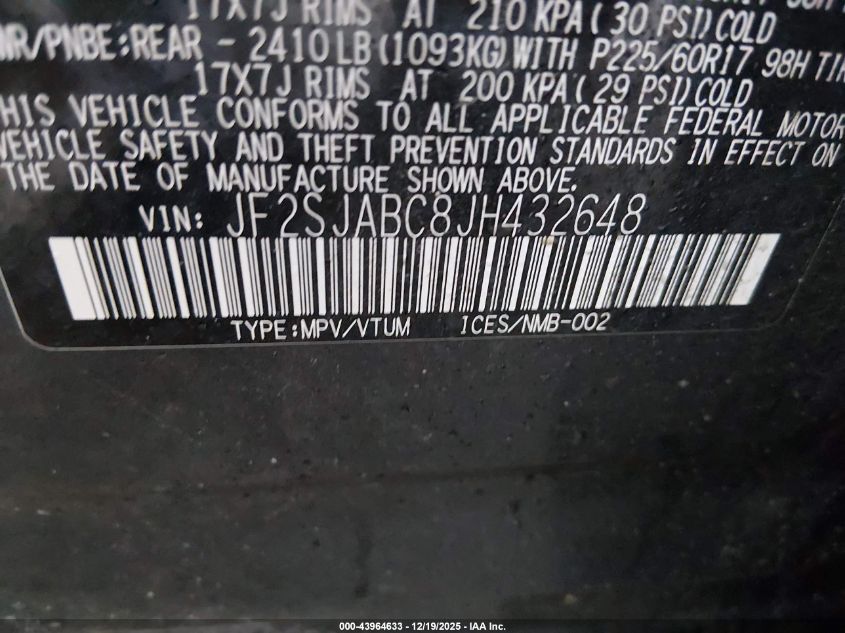 17X7J RIMS AT 210 KPA(30 PSI)COLD
NR/PNBE:REAR - 2410LB(1093KG)WITH P225/60R17 98H
17X7J RIMS AT 200 KPA(29 PSI)COLD
THIS VEHICLE CONFORMS TO ALL APPLICABLE FEDERAL MOTOR
VEHICLE SAFETY AND THEFT PREVENTION STANDARDS IN EFFECT ON
THE DATE OF MANUFACTURE SHOWN ABOVE.
VIN: JF2SJABC8JH432648
TYPE:MPV/VTUM ICES/NMB-002
000-43964633 - 12/19/2025 - IAA Inc.